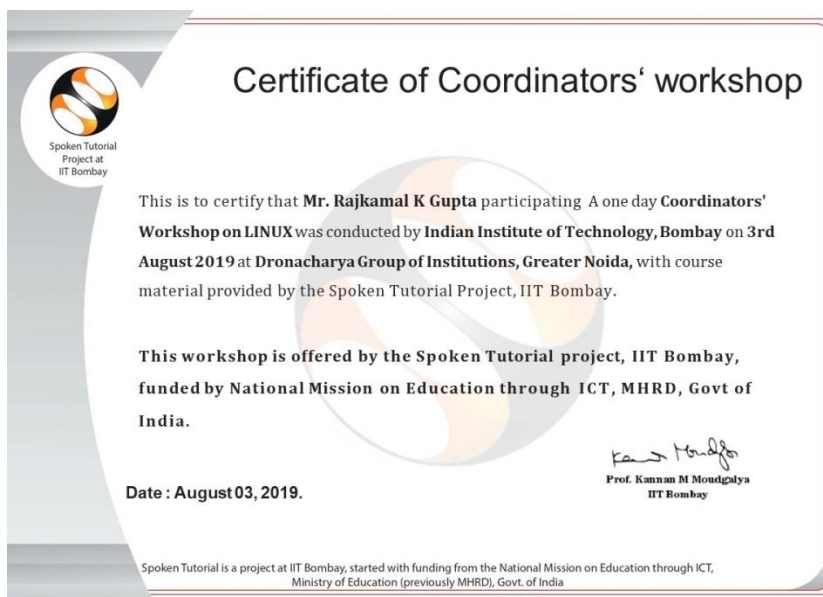 Certificate of Coordinators‘ workshop
Spoken Tutorial
Project at
IIT Bombay
This is to certify that Mr. Rajkamal K Gupta participating A one day Coordinators'
Workshop on LINUX was conducted by Indian Institute of Technology, Bombay on 3rd
August 2019 at Dronacharya Group of Institutions, Greater Noida, with course
material provided by the Spoken Tutorial Project, IIT Bombay.
This workshop is offered by the Spoken Tutorial project, IIT Bombay,
funded by National Mission on Education through ICT, MHRD, Govt of
India.
Prof. Kannan M Moudgalya
IIT Bombay
Date : August 03, 2019.
Spoken Tutorial is a project at IIT Bombay, started with funding from the National Mission on Education through ICT,
Ministry of Education (previously MHRD), Govt. of India